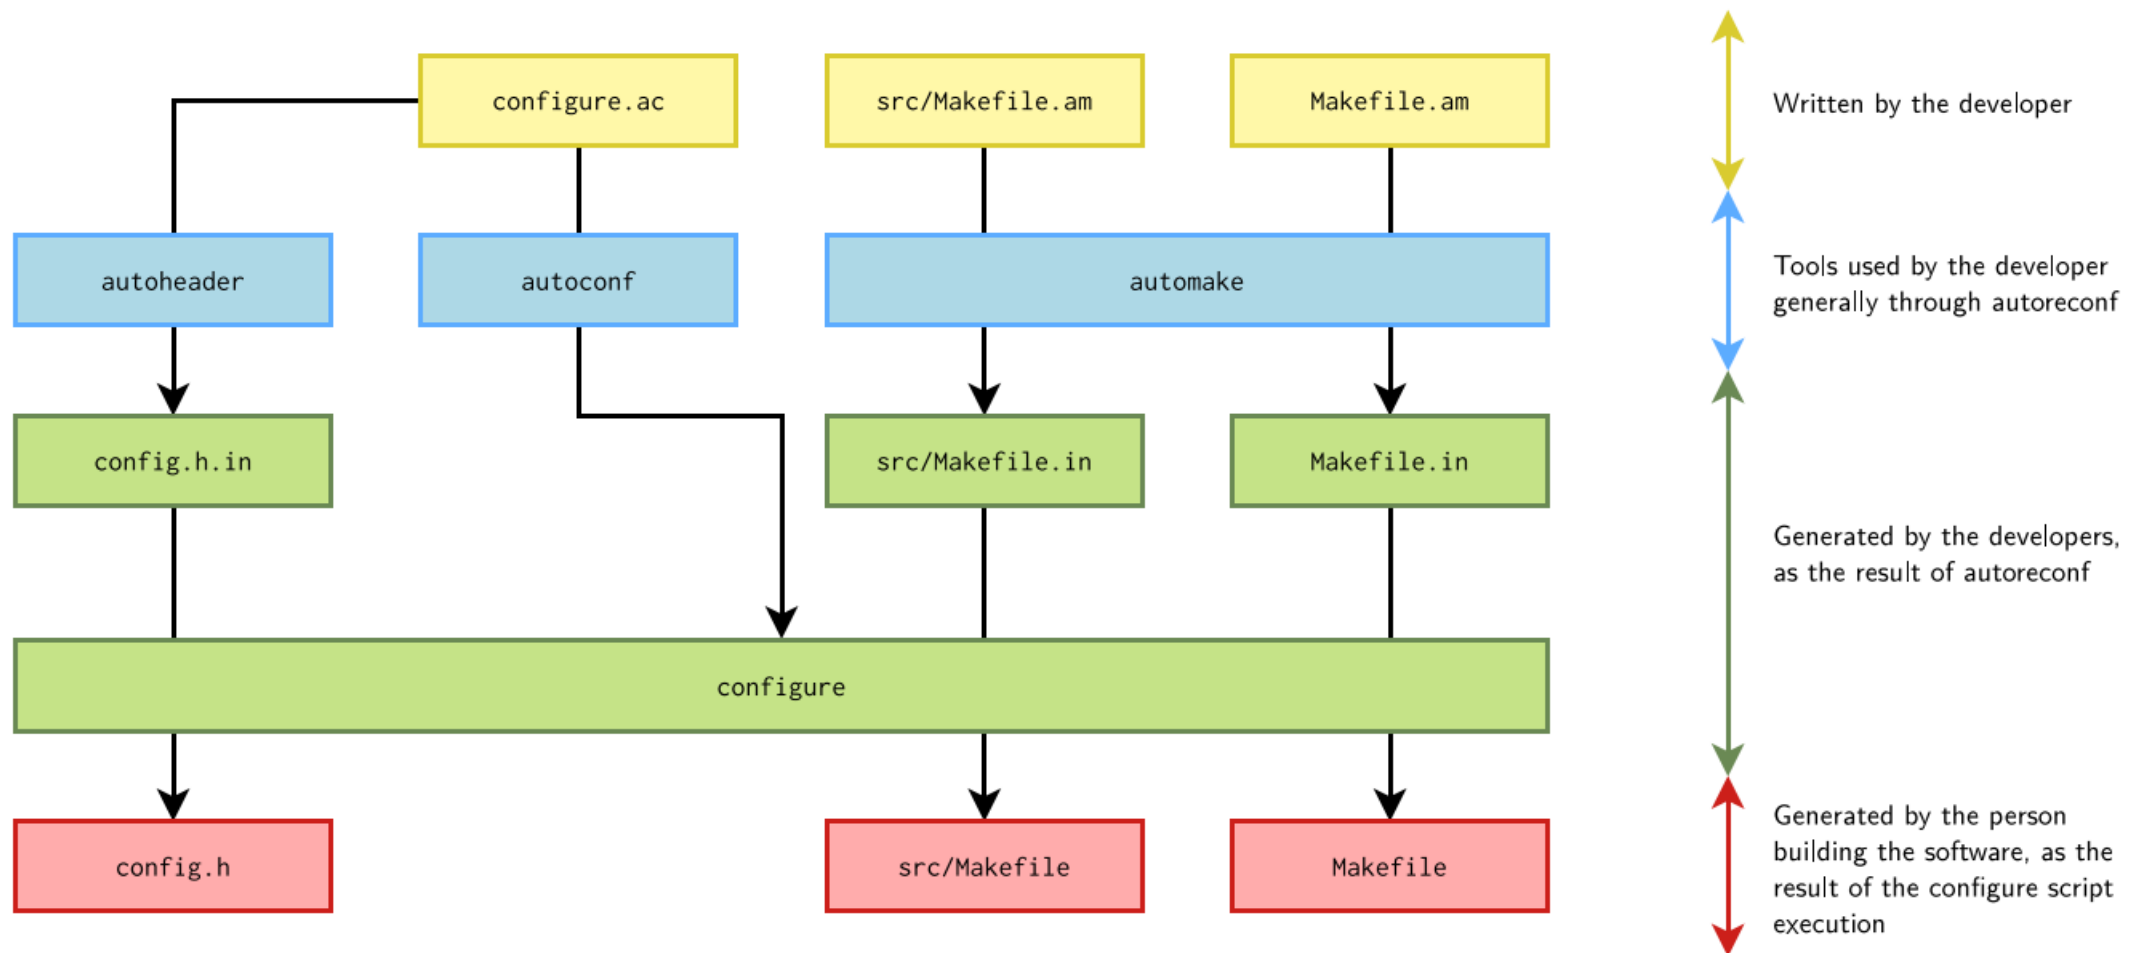 configure.ac
src/Makefile.am
Makefile.am
Written by the developer
autoheader
autoconf
automake
Tools used by the developer
generally through autoreconf
config.h.in
src/Makefile.in
Makefile.in
Generated by the developers,
as the result of autoreconf
configure
config.h
src/Makefile
Makefile
Generated by the person
building the software, as the
result of the configure script
execution